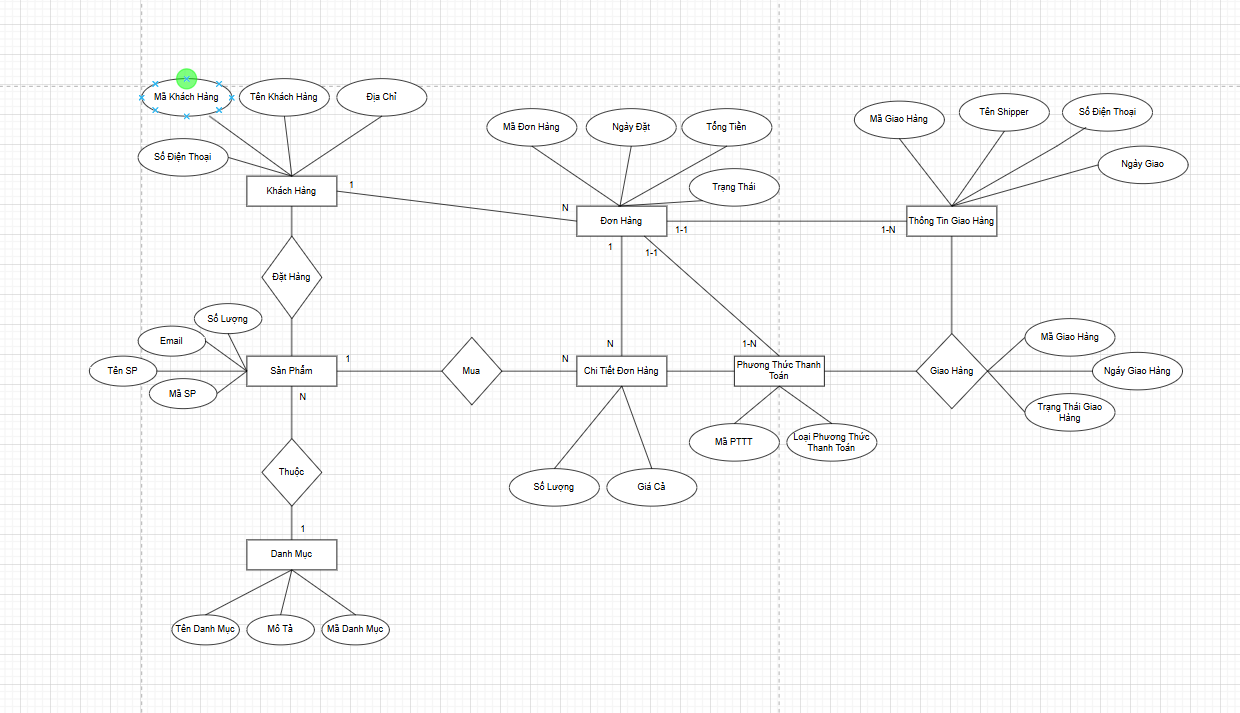 Mã Khách Hàng
Tên Khách Hàng
Địa Chỉ
Số Điện Thoại
Khách Hàng
1
N
Mã Đơn Hàng
Ngày Đặt
Tổng Tiền
Trạng Thái
Đơn Hàng
1-1
1-N
1
1-1
Mã Giao Hàng
Tên Shipper
Số Điện Thoại
Ngày Giao
Thông Tin Giao Hàng
Đặt Hàng
Số Lượng
Email
Tên SP
Mã SP
Sản Phẩm
1
N
Mua
N
N
Chi Tiết Đơn Hàng
1-N
Phương Thức Thanh
Toán
Giao Hàng
Mã Giao Hàng
Ngáy Giao Hàng
Trạng Thái Giao
Hàng
Số Lượng
Giá Cả
Mã PTTT
Loại Phương Thức
Thanh Toán
Thuộc
1
Danh Mục
Tên Danh Mục
Mô Tả
Mã Danh Mục